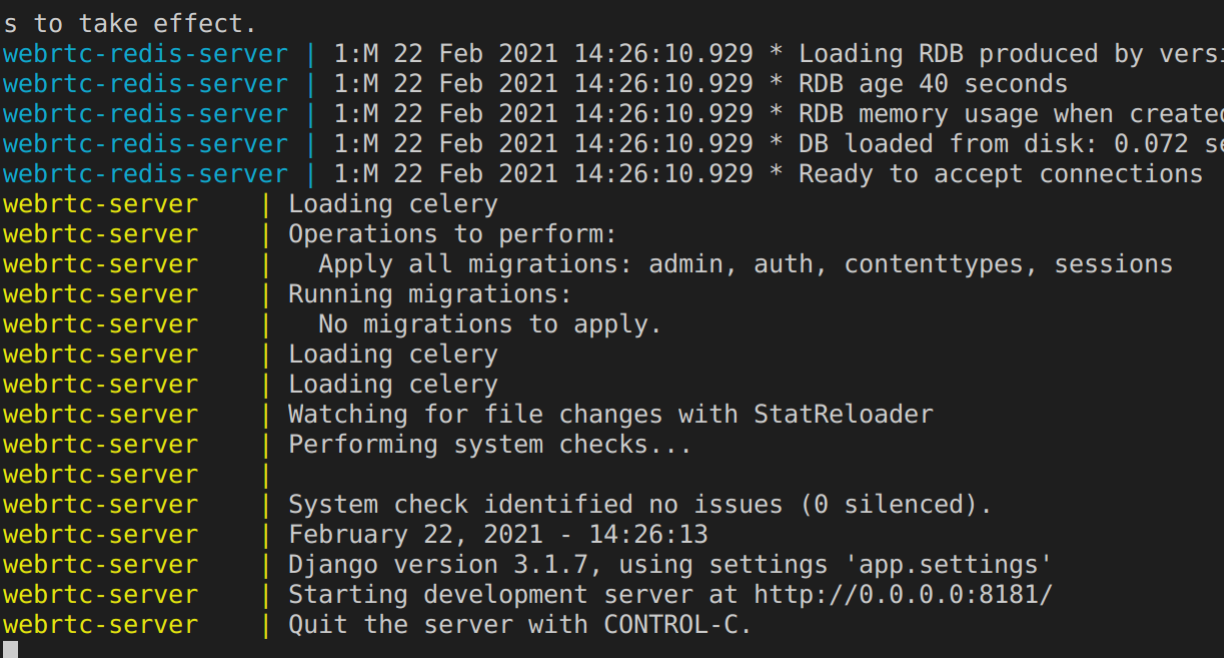 s to take effect.
webrtc-redis-server | 1:M 22 Feb 2021 14:26:10.929 * Loading RDB produced by versi
webrtc-redis-server | 1:M 22 Feb 2021 14:26:10.929 * RDB age 40 seconds
webrtc-redis-server | 1:M 22 Feb 2021 14:26:10.929 * RDB memory usage when created
webrtc-redis-server | 1:M 22 Feb 2021 14:26:10.929 * DB loaded from disk: 0.072 se
webrtc-redis-server | 1:M 22 Feb 2021 14:26:10.929 * Ready to accept connections
webrtc-server    | Loading celery
webrtc-server    | Operations to perform:
webrtc-server    |   Apply all migrations: admin, auth, contenttypes, sessions
webrtc-server    | Running migrations:
webrtc-server    |   No migrations to apply.
webrtc-server    | Loading celery
webrtc-server    | Loading celery
webrtc-server    | Watching for file changes with StatReloader
webrtc-server    | Performing system checks...
webrtc-server    |
webrtc-server    | System check identified no issues (0 silenced).
webrtc-server    | February 22, 2021 - 14:26:13
webrtc-server    | Django version 3.1.7, using settings 'app.settings'
webrtc-server    | Starting development server at http://0.0.0.0:8181/
webrtc-server    | Quit the server with CONTROL-C.